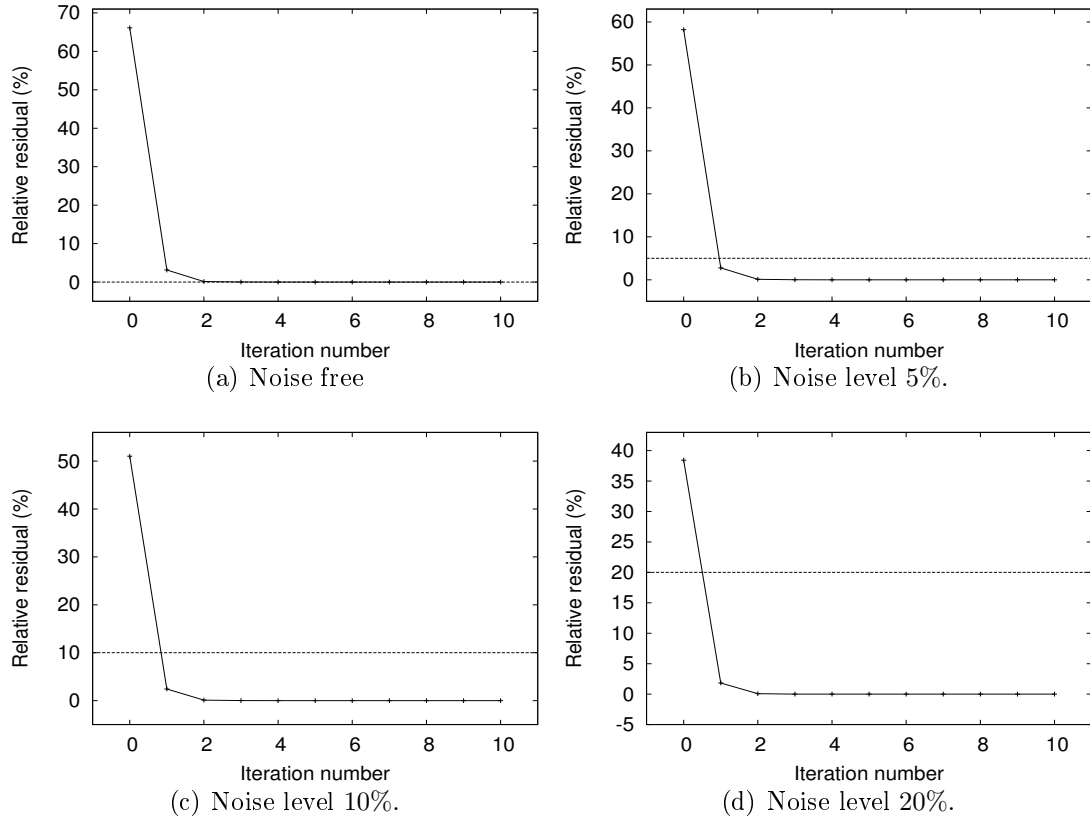 70
60
50
40
30
20
10
0
Relative residual (%)
0 2 4 6 8 10
Iteration number
(a) Noise free
60
50
40
30
20
10
0
Relative residual (%)
0 2 4 6 8 10
Iteration number
(b) Noise level 5%.
50
40
30
20
10
0
Relative residual (%)
0 2 4 6 8 10
Iteration number
(c) Noise level 10%.
40
35
30
25
20
15
10
5
0
-5
Relative residual (%)
0 2 4 6 8 10
Iteration number
(d) Noise level 20%.